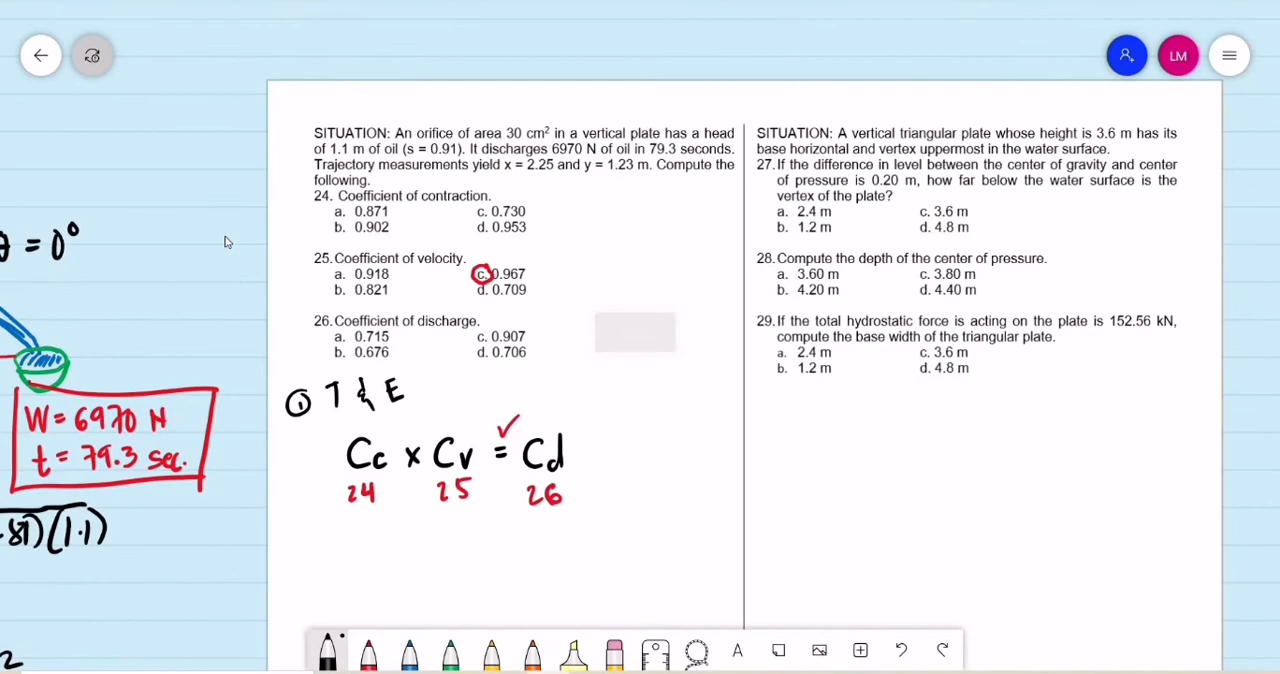 LM
SITUATION: An orifice of area 30 cm² in a vertical plate has a head
of 1.1 m of oil (s = 0.91). It discharges 6970 N of oil in 79.3 seconds.
Trajectory measurements yield x = 2.25 and y = 1.23 m. Compute the
following.
24. Coefficient of contraction.
a. 0.871 c. 0.730
b. 0.902 d. 0.953
25. Coefficient of velocity.
a. 0.918 c. 0.967
b. 0.821 d. 0.709
26. Coefficient of discharge.
a. 0.715 c. 0.907
b. 0.676 d. 0.706
① T & E
Cc x Cv = Cd
24 25 26
SITUATION: A vertical triangular plate whose height is 3.6 m has its
base horizontal and vertex uppermost in the water surface.
27. If the difference in level between the center of gravity and center
of pressure is 0.20 m, how far below the water surface is the
vertex of the plate?
a. 2.4 m c. 3.6 m
b. 1.2 m d. 4.8 m
28. Compute the depth of the center of pressure.
a. 3.60 m c. 3.80 m
b. 4.20 m d. 4.40 m
29. If the total hydrostatic force is acting on the plate is 152.56 kN,
compute the base width of the triangular plate.
a. 2.4 m c. 3.6 m
b. 1.2 m d. 4.8 m
= 0°
W = 6970 N
t = 79.3 sec.
(1.1)
2
A